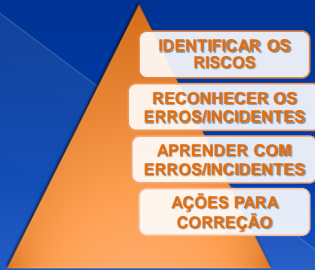 IDENTIFICAR OS
RISCOS
RECONHECER OS
ERROS/INCIDENTES
APRENDER COM
ERROS/INCIDENTES
AÇÕES PARA
CORREÇÃO